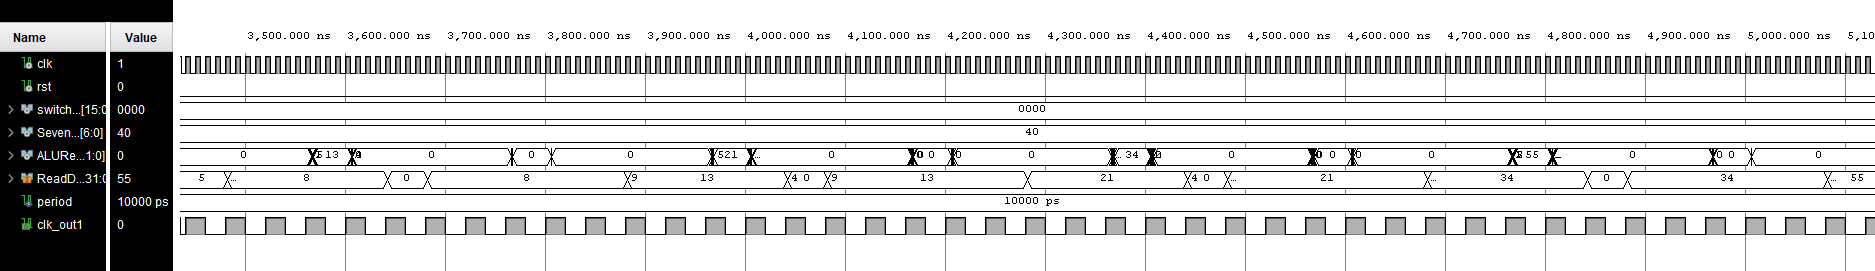 Name Value 3,500.000 ns 3,600.000 ns 3,700.000 ns 3,800.000 ns 3,900.000 ns 4,000.000 ns 4,100.000 ns 4,200.000 ns 4,300.000 ns 4,400.000 ns 4,500.000 ns 4,600.000 ns 4,700.000 ns 4,800.000 ns 4,900.000 ns 5,000.000 ns 5,10
clk 1
rst 0
switch...[15:0 0000 0000
Seven...[6:0] 40 40
ALURe...1:0] 0 0 13 0 0 0 521 ... 0 0 0 0 0 ... 34 0 0 0 0 55 ... 0 0 0 0
ReadD...31:0 55 5 ... 8 0 8 9 13 4 0 9 13 21 4 0 ... 21 ... 34 0 34 ... 55
period 10000 ps 10000 ps
clk_out1 0